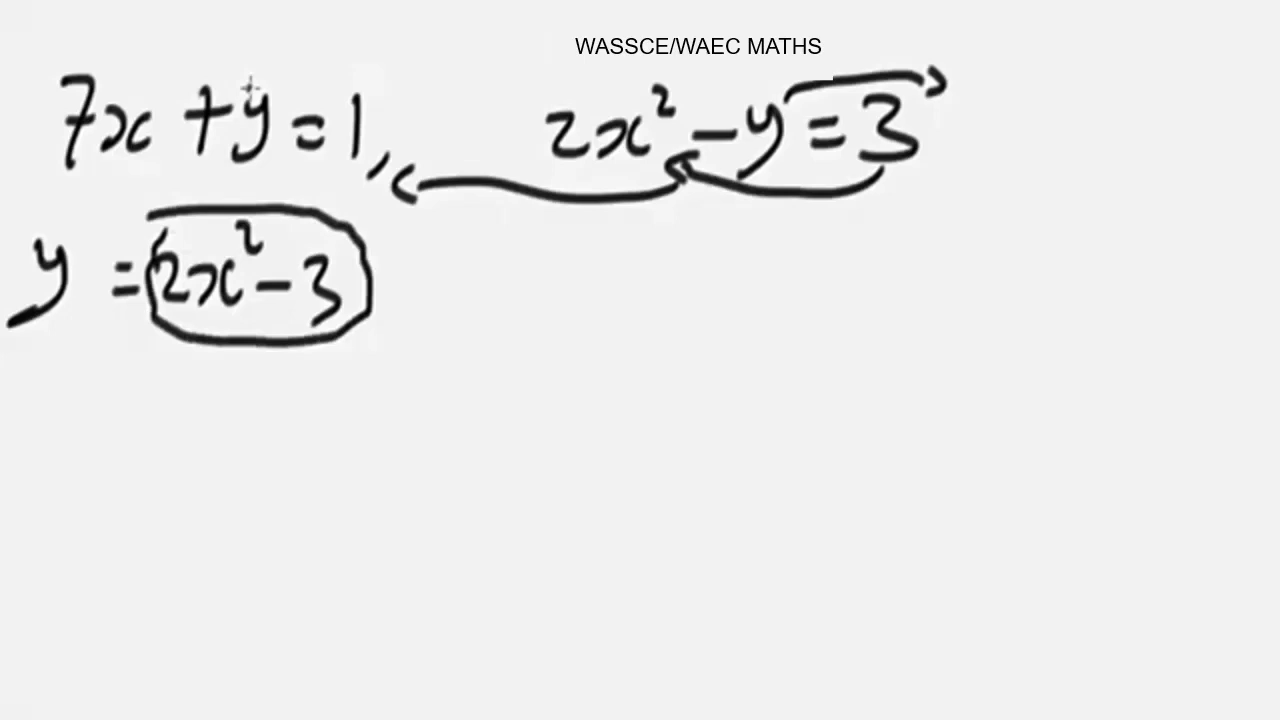 WASSCE/WAEC MATHS
7x + y = 1, 2x² - y = 3
y = 2x² - 3